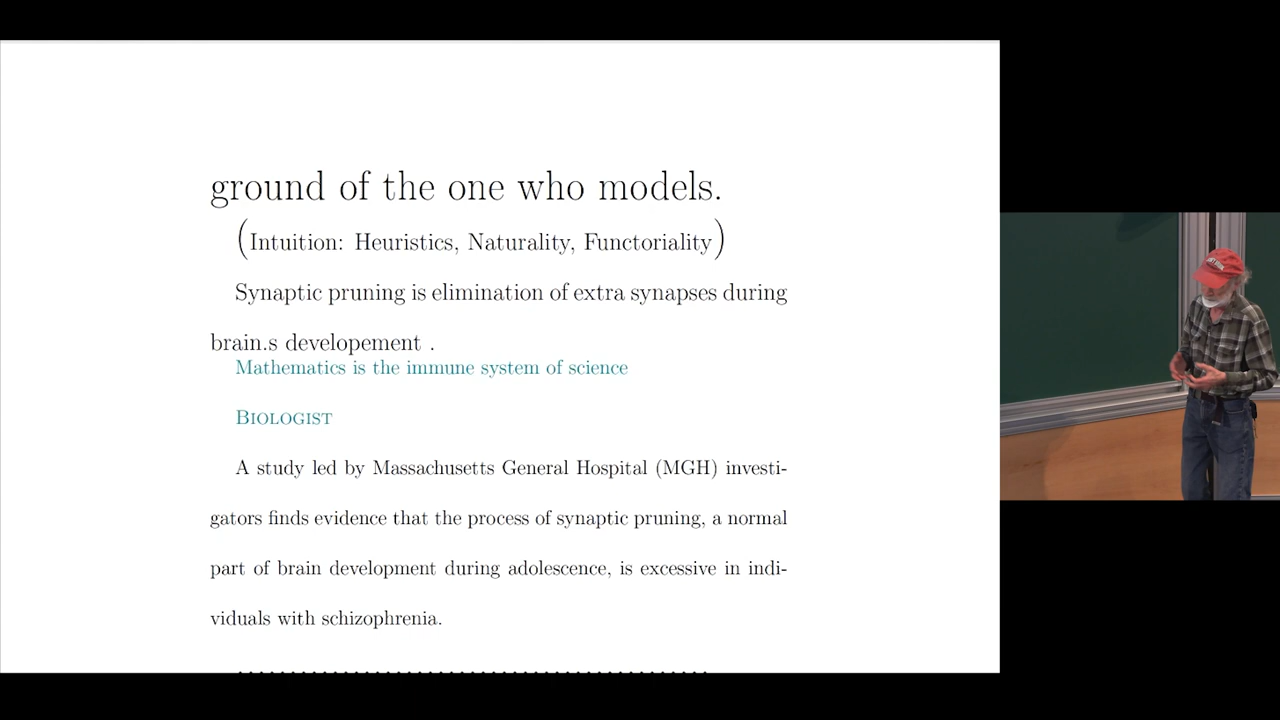 ground of the one who models.
(Intuition: Heuristics, Naturality, Functoriality)
Synaptic pruning is elimination of extra synapses during
brain.s developement .
Mathematics is the immune system of science
BIOLOGIST
A study led by Massachusetts General Hospital (MGH) investi-
gators finds evidence that the process of synaptic pruning, a normal
part of brain development during adolescence, is excessive in indi-
viduals with schizophrenia.